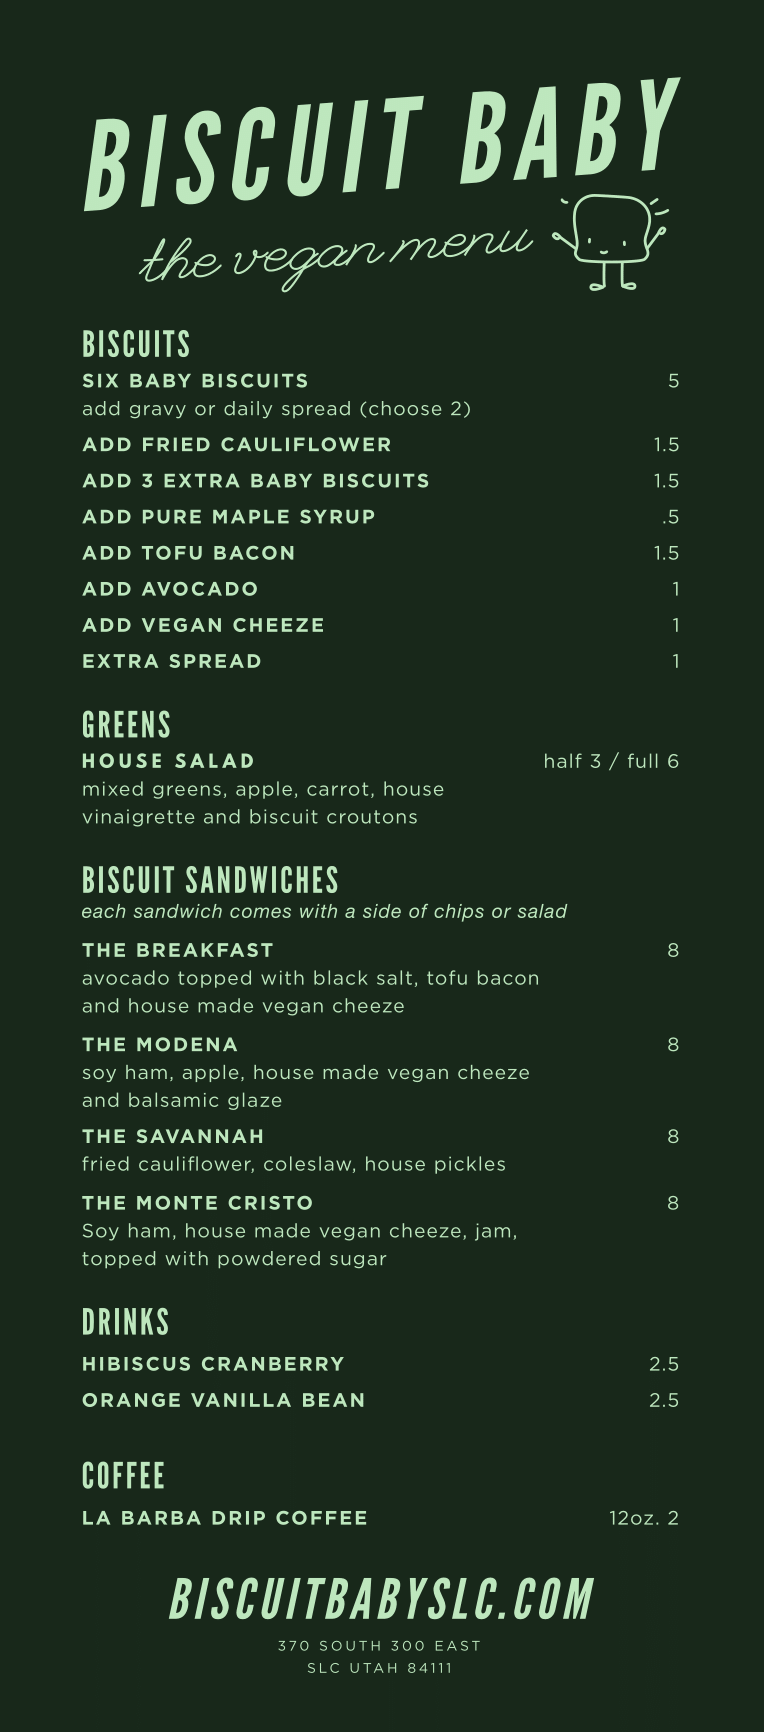 BISCUIT BABY
the vegan menu
BISCUITS
SIX BABY BISCUITS 5
add gravy or daily spread (choose 2)
ADD FRIED CAULIFLOWER 1.5
ADD 3 EXTRA BABY BISCUITS 1.5
ADD PURE MAPLE SYRUP .5
ADD TOFU BACON 1.5
ADD AVOCADO 1
ADD VEGAN CHEEZE 1
EXTRA SPREAD 1
GREENS
HOUSE SALAD half 3 / full 6
mixed greens, apple, carrot, house
vinaigrette and biscuit croutons
BISCUIT SANDWICHES
each sandwich comes with a side of chips or salad
THE BREAKFAST 8
avocado topped with black salt, tofu bacon
and house made vegan cheeze
THE MODENA 8
soy ham, apple, house made vegan cheeze
and balsamic glaze
THE SAVANNAH 8
fried cauliflower, coleslaw, house pickles
THE MONTE CRISTO 8
Soy ham, house made vegan cheeze, jam,
topped with powdered sugar
DRINKS
HIBISCUS CRANBERRY 2.5
ORANGE VANILLA BEAN 2.5
COFFEE
LA BARBA DRIP COFFEE 12oz. 2
BISCUITBABYSLC.COM
370 SOUTH 300 EAST
SLC UTAH 84111